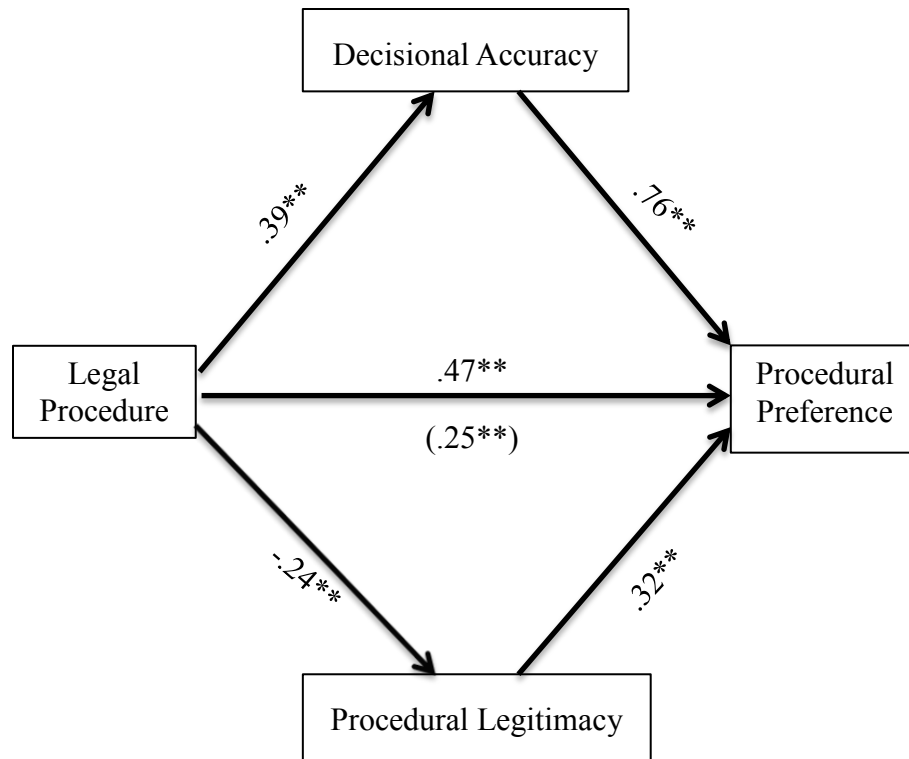 Decisional Accuracy
.39**
.76**
Legal
Procedure
.47**
(.25**)
Procedural
Preference
-.24**
.32**
Procedural Legitimacy